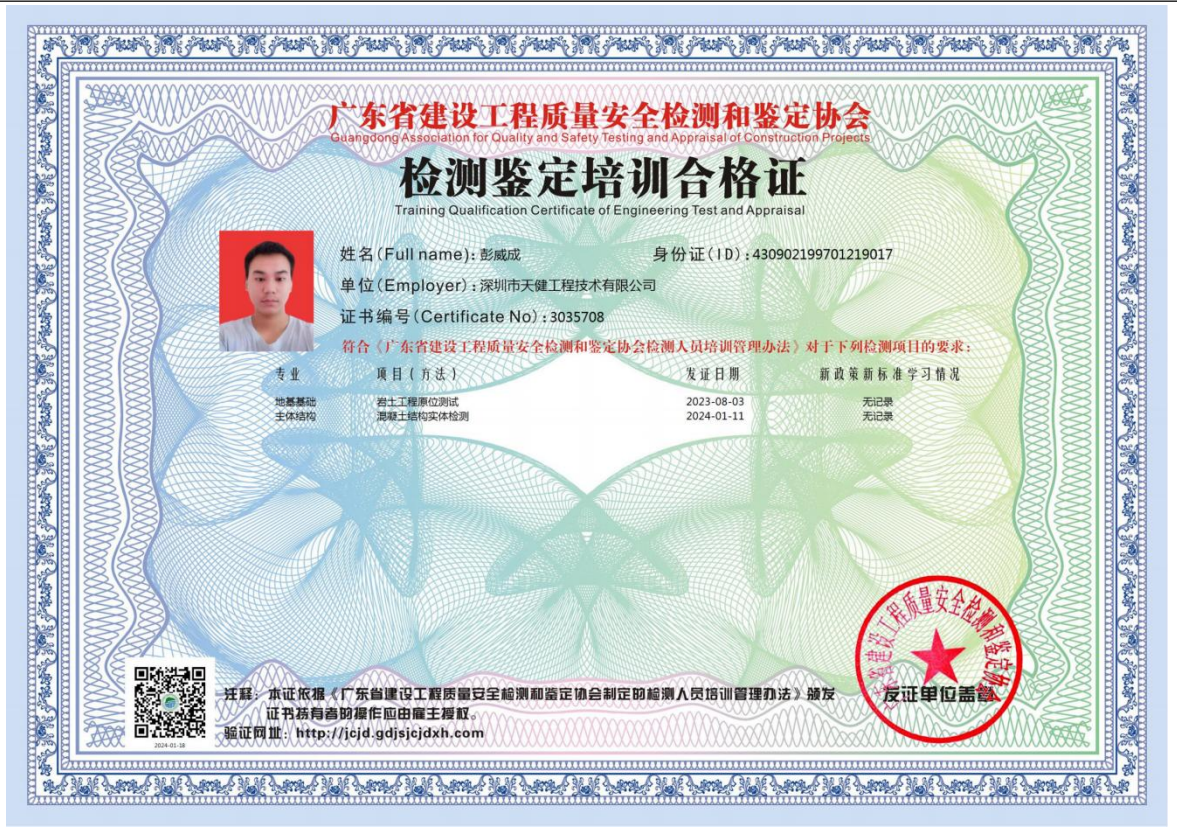 广东省建设工程质量安全检测和鉴定协会
Guangdong Association for Quality and Safety Testing and Appraisal of Construction Projects
检测鉴定培训合格证
Training Qualification Certificate of Engineering Test and Appraisal
姓名(Full name): 彭威成 身份证(ID): 430902199701219017
单位(Employer): 深圳市天健工程技术有限公司
证书编号(Certificate No): 3035708
符合《广东省建设工程质量安全检测和鉴定协会检测人员培训管理办法》对于下列检测项目的要求:
专业 项目(方法) 发证日期 新政策新标准学习情况
地基基础 岩土工程原位测试 2023-08-03 无记录
主体结构 混凝土结构实体检测 2024-01-11 无记录
广东省建设工程质量安全检测和鉴定协会
发证单位盖章
注释: 本证依据《广东省建设工程质量安全检测和鉴定协会制定的检测人员培训管理办法》颁发
证书持有者的操作应由雇主授权。
验证网址: http://jcjd.gdjsjcjdxh.com
2024-01-18